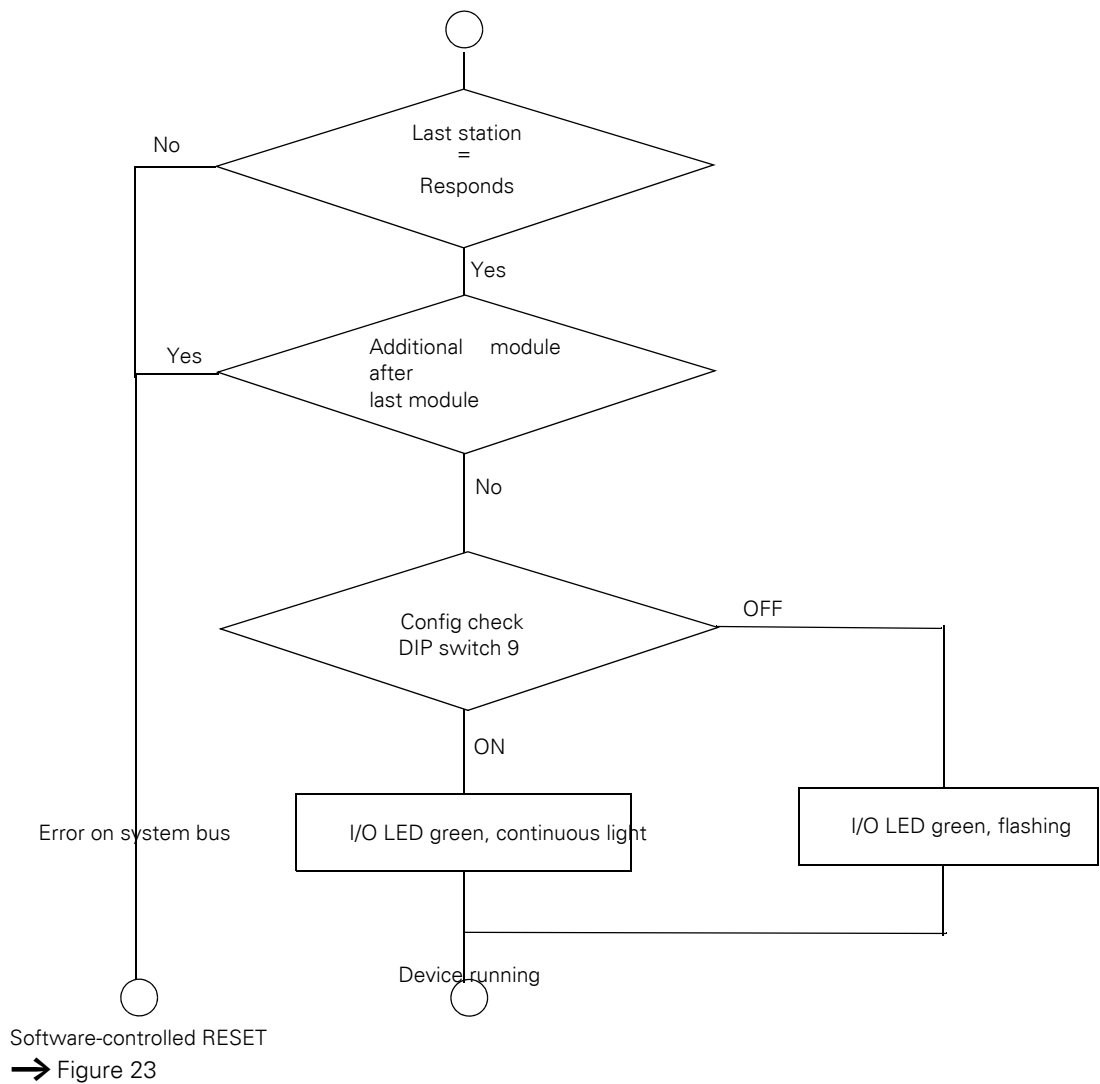 Last station
=
Responds
No
Yes
Additional module
after
last module
Yes
No
Config check
DIP switch 9
OFF
ON
Error on system bus
I/O LED green, continuous light
I/O LED green, flashing
Device running
Software-controlled RESET
→ Figure 23